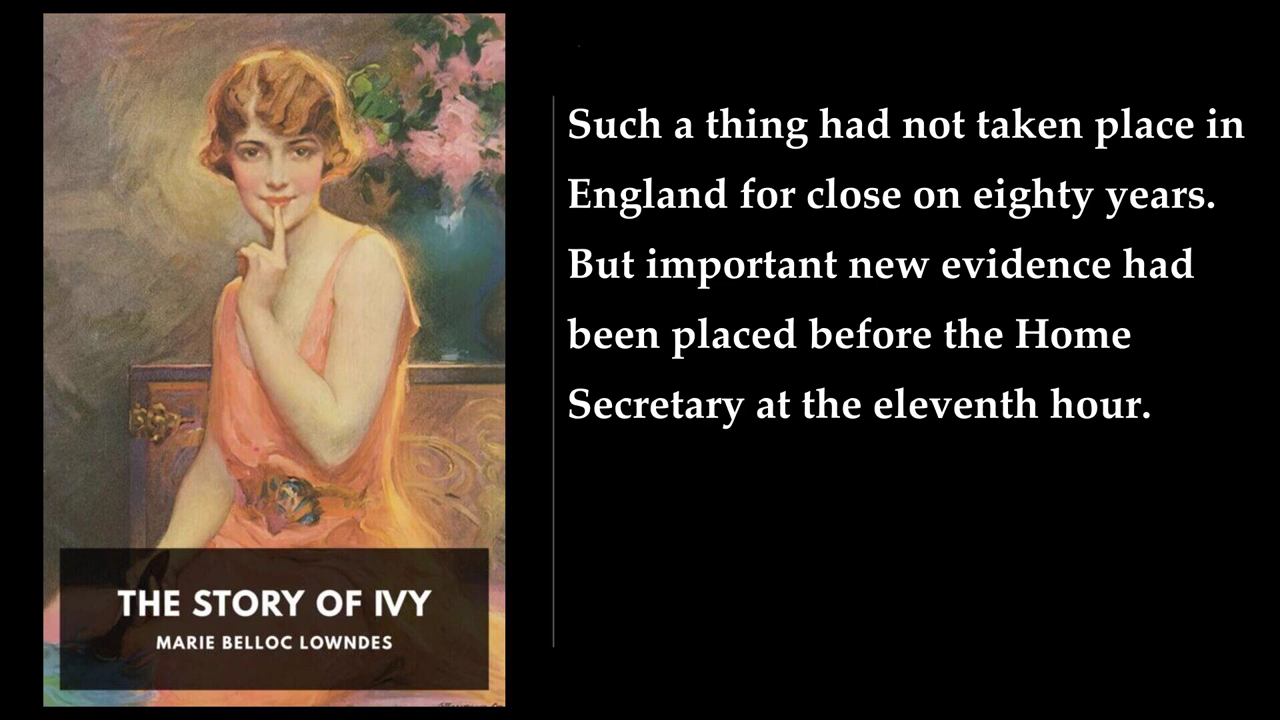 THE STORY OF IVY
MARIE BELLOC LOWNDES
Such a thing had not taken place in
England for close on eighty years.
But important new evidence had
been placed before the Home
Secretary at the eleventh hour.